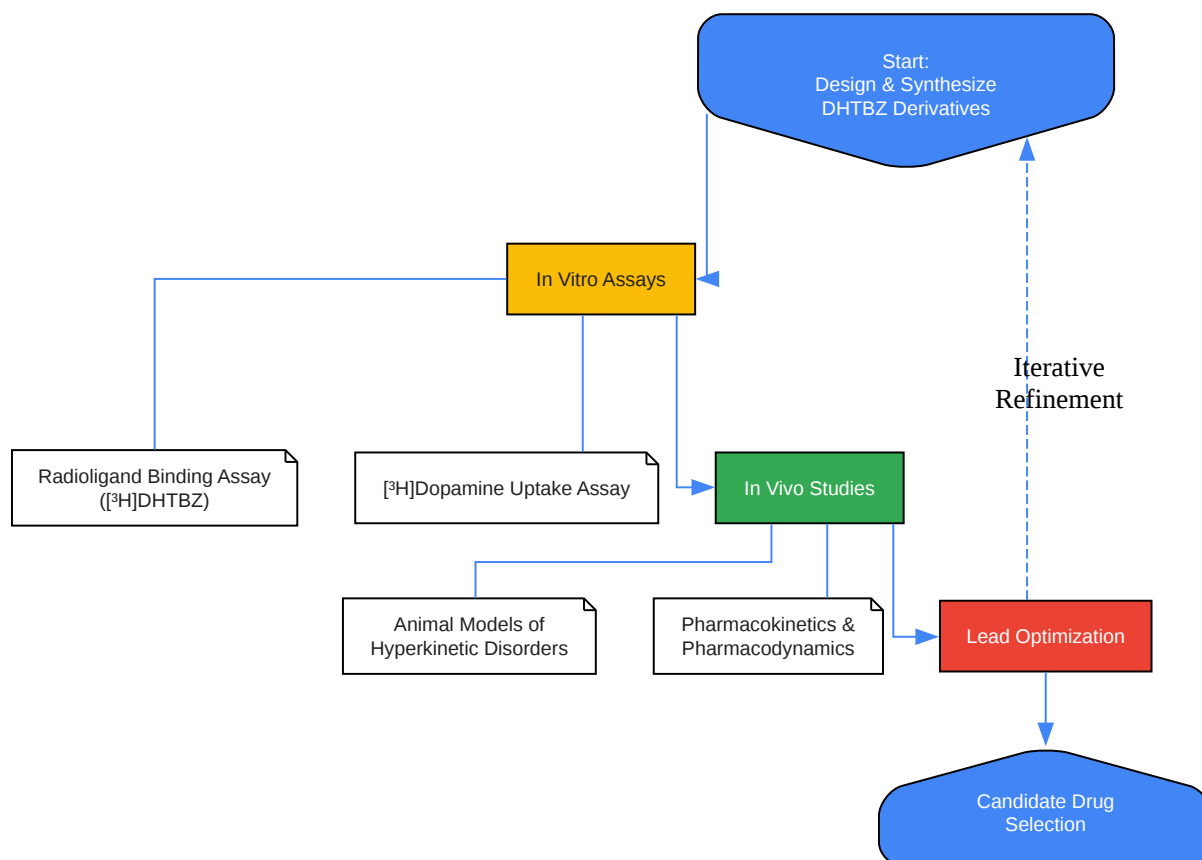 Start:
Design & Synthesize
DHTBZ Derivatives
In Vitro Assays
Iterative
Refinement
Radioligand Binding Assay
([³H]DHTBZ)
[³H]Dopamine Uptake Assay
In Vivo Studies
Animal Models of
Hyperkinetic Disorders
Pharmacokinetics &
Pharmacodynamics
Lead Optimization
Candidate Drug
Selection